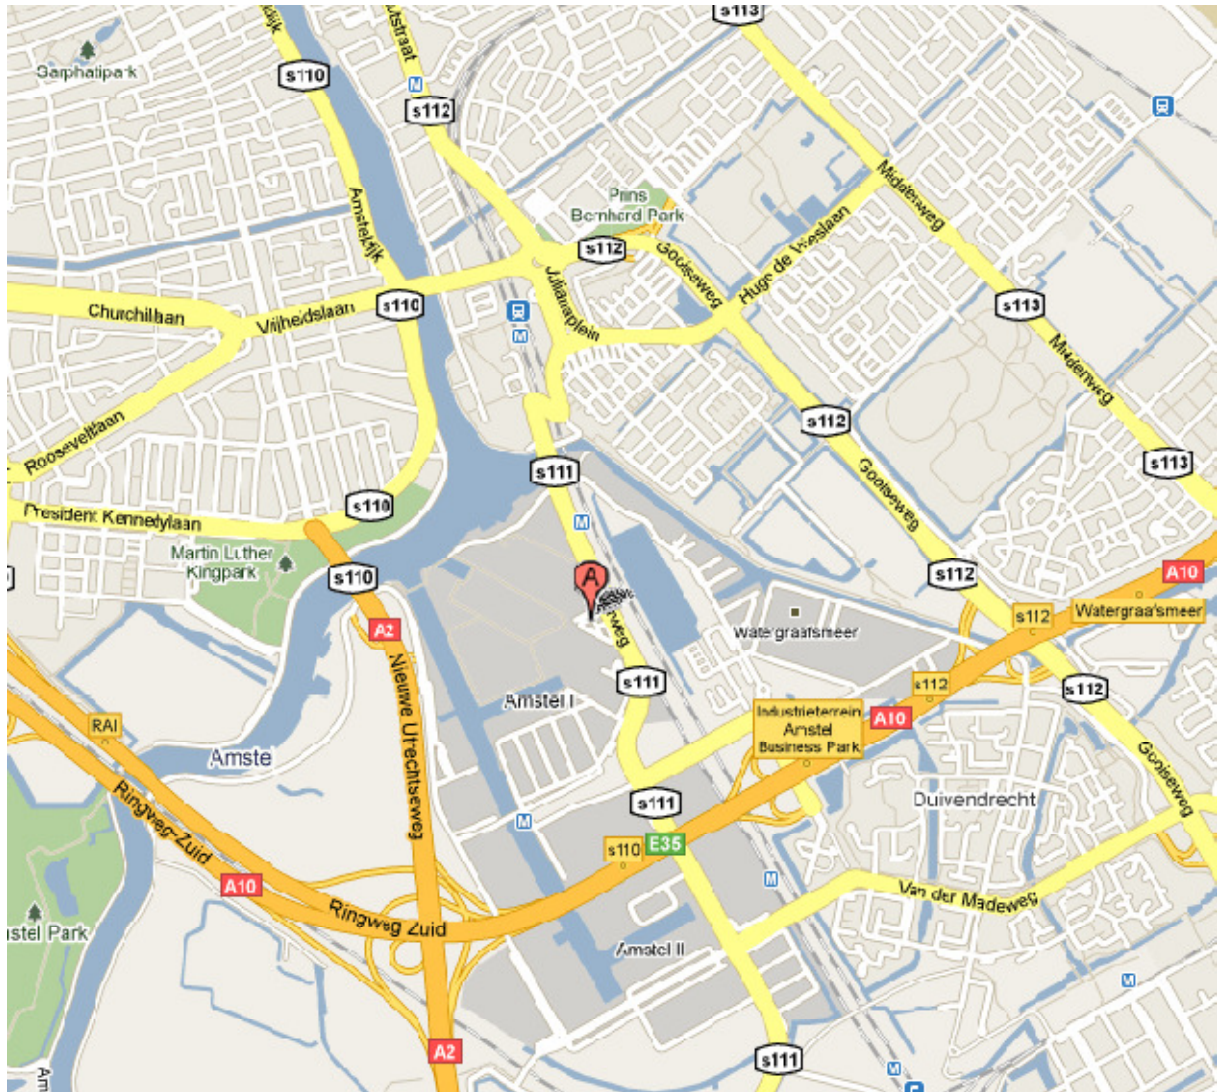 s113
s110
s112
M
Sarphatipark
Amsteldijk
Prins
Bernhard Park
s112
Middenweg
Gooiseweg
Hugo de Vrieslaan
s110
Churchilllaan
Vrijheidslaan
Julianaplein
M
s113
Middenweg
Rooseveltlaan
s112
s111
s113
Gooiseweg
s110
President Kennedylaan
M
Martin Luther
Kingpark
s110
A
A2
s112
A10
Watergraafsmeer
s112
Watergraafsmeer
Nieuwe Utrechtseweg
s111
Amstel I
s112
s112
RAI
Industrieterrein
Amstel
Business Park
A10
Amste
Gooiseweg
s111
Duivendrecht
Ringweg-Zuid
M
s110
E35
A10
Ringweg Zuid
M
Van der Madeweg
stel Park
Amstel II
M
A2
s111
M
Am